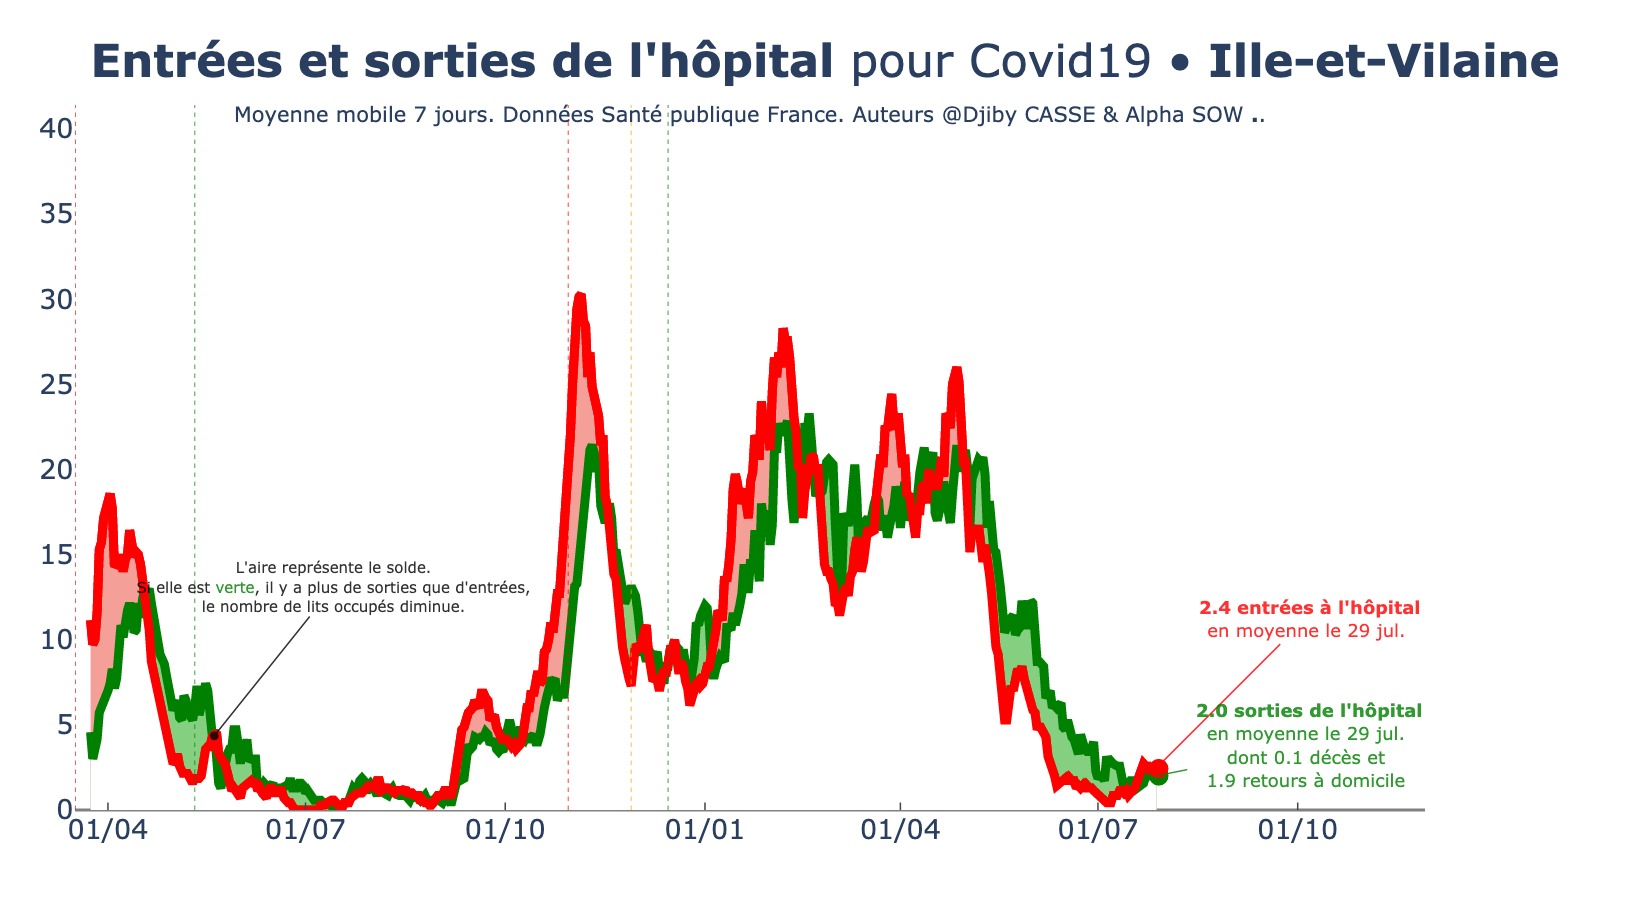 Entrées et sorties de l'hôpital pour Covid19 • Ille-et-Vilaine
Moyenne mobile 7 jours. Données Santé publique France. Auteurs @Djiby CASSE & Alpha SOW ..
40
35
30
25
20
15
10
5
0
L'aire représente le solde.
Si elle est verte, il y a plus de sorties que d'entrées,
le nombre de lits occupés diminue.
2.4 entrées à l'hôpital
en moyenne le 29 jul.
2.0 sorties de l'hôpital
en moyenne le 29 jul.
dont 0.1 décès et
1.9 retours à domicile
01/04 01/07 01/10 01/01 01/04 01/07 01/10